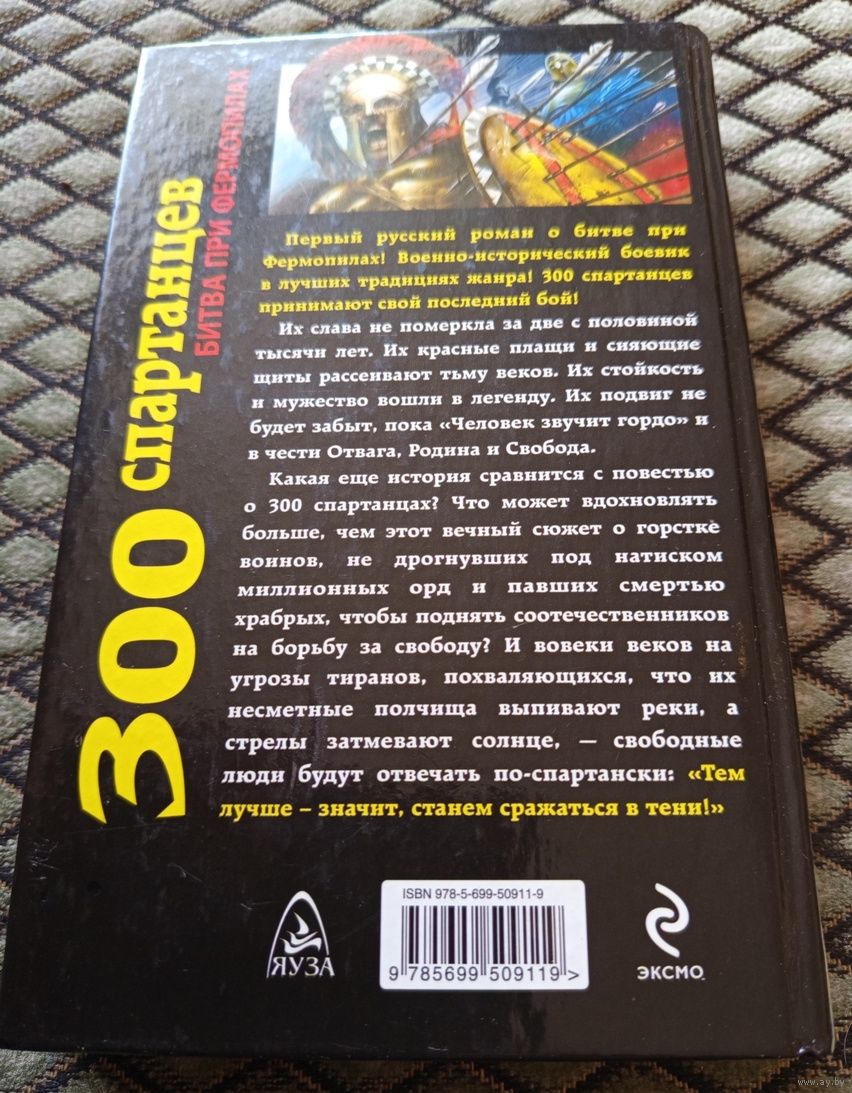 300 спартанцев
БИТВА ПРИ ФЕРМОПИЛАХ
Первый русский роман о битве при
Фермопилах! Военно-исторический боевик
в лучших традициях жанра! 300 спартанцев
принимают свой последний бой!
Их слава не померкла за две с половиной
тысячи лет. Их красные плащи и сияющие
щиты рассеивают тьму веков. Их стойкость
и мужество вошли в легенду. Их подвиг не
будет забыт, пока «Человек звучит гордо» и
в чести Отвага, Родина и Свобода.
Какая еще история сравнится с повестью
о 300 спартанцах? Что может вдохновлять
больше, чем этот вечный сюжет о горстке
воинов, не дрогнувших под натиском
миллионных орд и павших смертью
храбрых, чтобы поднять соотечественников
на борьбу за свободу? И вовеки веков на
угрозы тиранов, похваляющихся, что их
несметные полчища выпивают реки, а
стрелы затмевают солнце, – свободные
люди будут отвечать по-спартански: «Тем
лучше – значит, станем сражаться в тени!»
ЯУЗА
ISBN 978-5-699-50911-9
9 785699 509119 >
ЭКСМО
www.ay.by